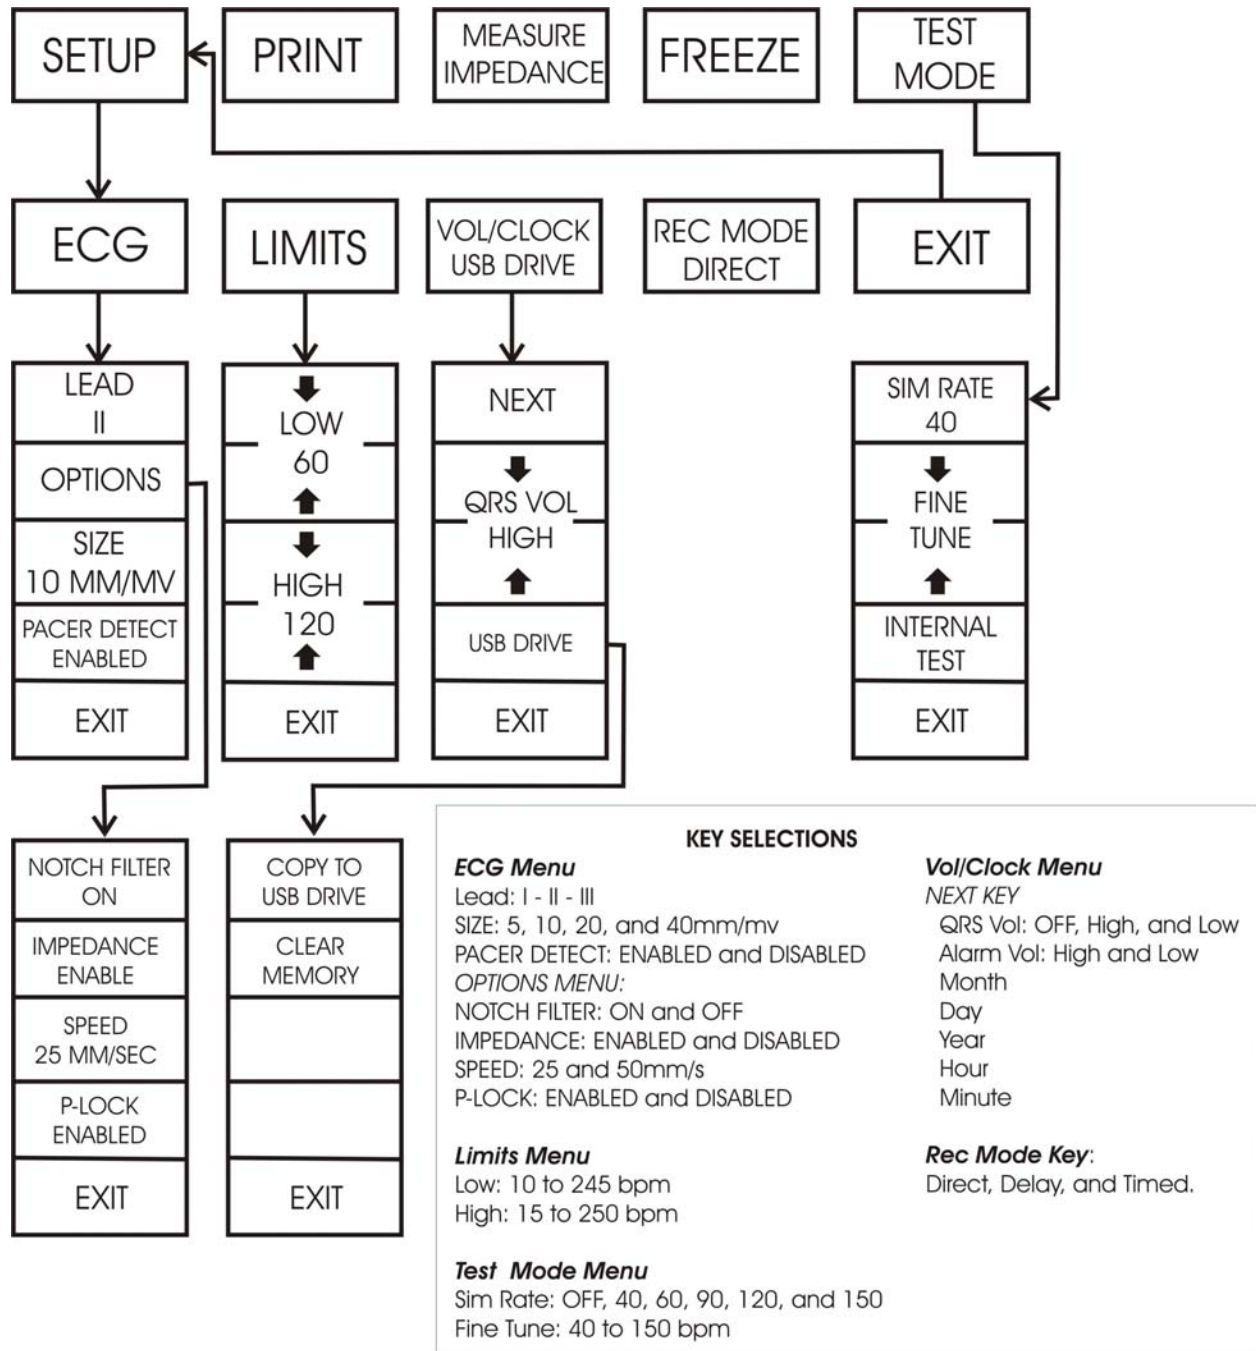 SETUP
PRINT
MEASURE
IMPEDANCE
FREEZE
TEST
MODE
ECG
LIMITS
VOL/CLOCK
USB DRIVE
REC MODE
DIRECT
EXIT
LEAD
II
OPTIONS
SIZE
10 MM/MV
PACER DETECT
ENABLED
EXIT
LOW
60
HIGH
120
EXIT
NEXT
QRS VOL
HIGH
USB DRIVE
EXIT
SIM RATE
40
FINE
TUNE
INTERNAL
TEST
EXIT
NOTCH FILTER
ON
IMPEDANCE
ENABLE
SPEED
25 MM/SEC
P-LOCK
ENABLED
EXIT
COPY TO
USB DRIVE
CLEAR
MEMORY
EXIT
KEY SELECTIONS
ECG Menu
Lead: I - II - III
SIZE: 5, 10, 20, and 40mm/mv
PACER DETECT: ENABLED and DISABLED
OPTIONS MENU:
NOTCH FILTER: ON and OFF
IMPEDANCE: ENABLED and DISABLED
SPEED: 25 and 50mm/s
P-LOCK: ENABLED and DISABLED
Limits Menu
Low: 10 to 245 bpm
High: 15 to 250 bpm
Test Mode Menu
Sim Rate: OFF, 40, 60, 90, 120, and 150
Fine Tune: 40 to 150 bpm
Vol/Clock Menu
NEXT KEY
QRS Vol: OFF, High, and Low
Alarm Vol: High and Low
Month
Day
Year
Hour
Minute
Rec Mode Key:
Direct, Delay, and Timed.